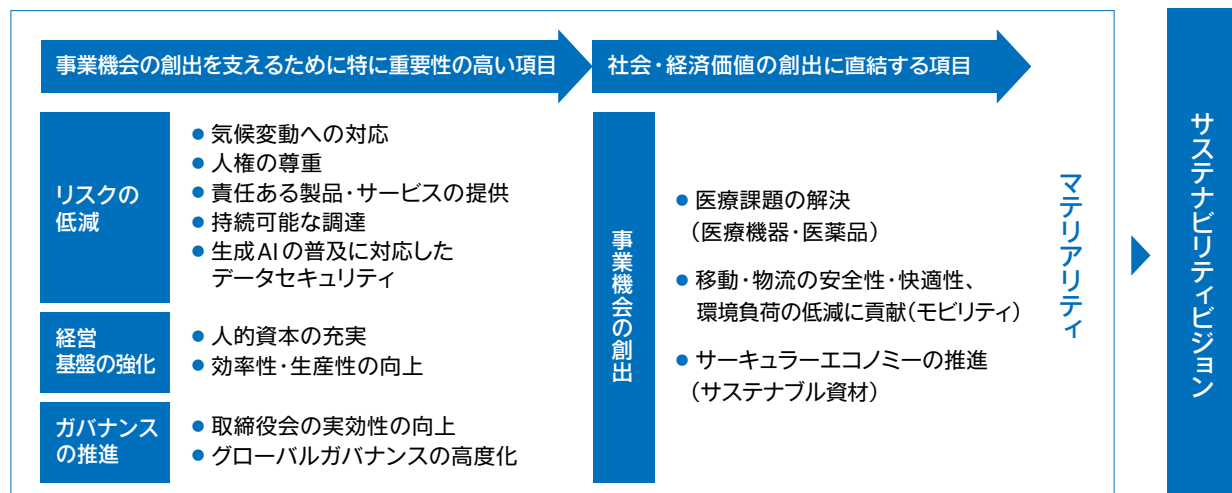 事業機会の創出を支えるために特に重要性の高い項目
リスクの
低減
● 気候変動への対応
● 人権の尊重
● 責任ある製品・サービスの提供
● 持続可能な調達
● 生成AIの普及に対応した
データセキュリティ
経営
基盤の強化
● 人的資本の充実
● 効率性・生産性の向上
ガバナンス
の推進
● 取締役会の実効性の向上
● グローバルガバナンスの高度化
社会・経済価値の創出に直結する項目
事業機会の創出
● 医療課題の解決
（医療機器・医薬品）
● 移動・物流の安全性・快適性、
環境負荷の低減に貢献（モビリティ）
● サーキュラーエコノミーの推進
（サステナブル資材）
マテリアリティ
サステナビリティビジョン